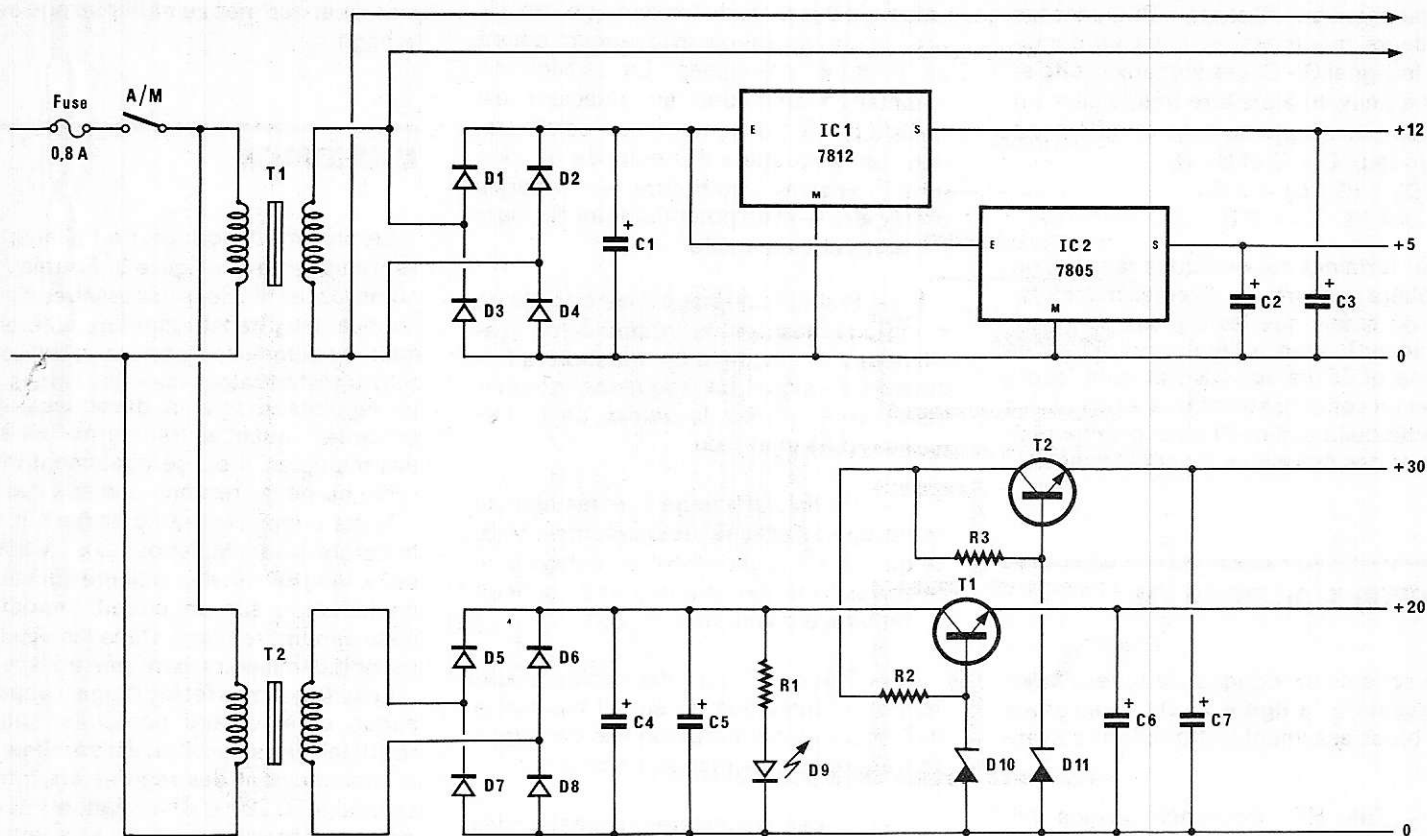 Fuse
0,8 A
A/M
T1
D1
D2
D3
D4
+
C1
E
IC1
S
7812
M
E
IC2
S
7805
M
+
C2
+
C3
+12
+5
0
T2
D5
D6
D7
D8
+
C4
+
C5
R1
D9
R2
R3
T1
T2
D10
D11
+
C6
+
C7
+30
+20
0